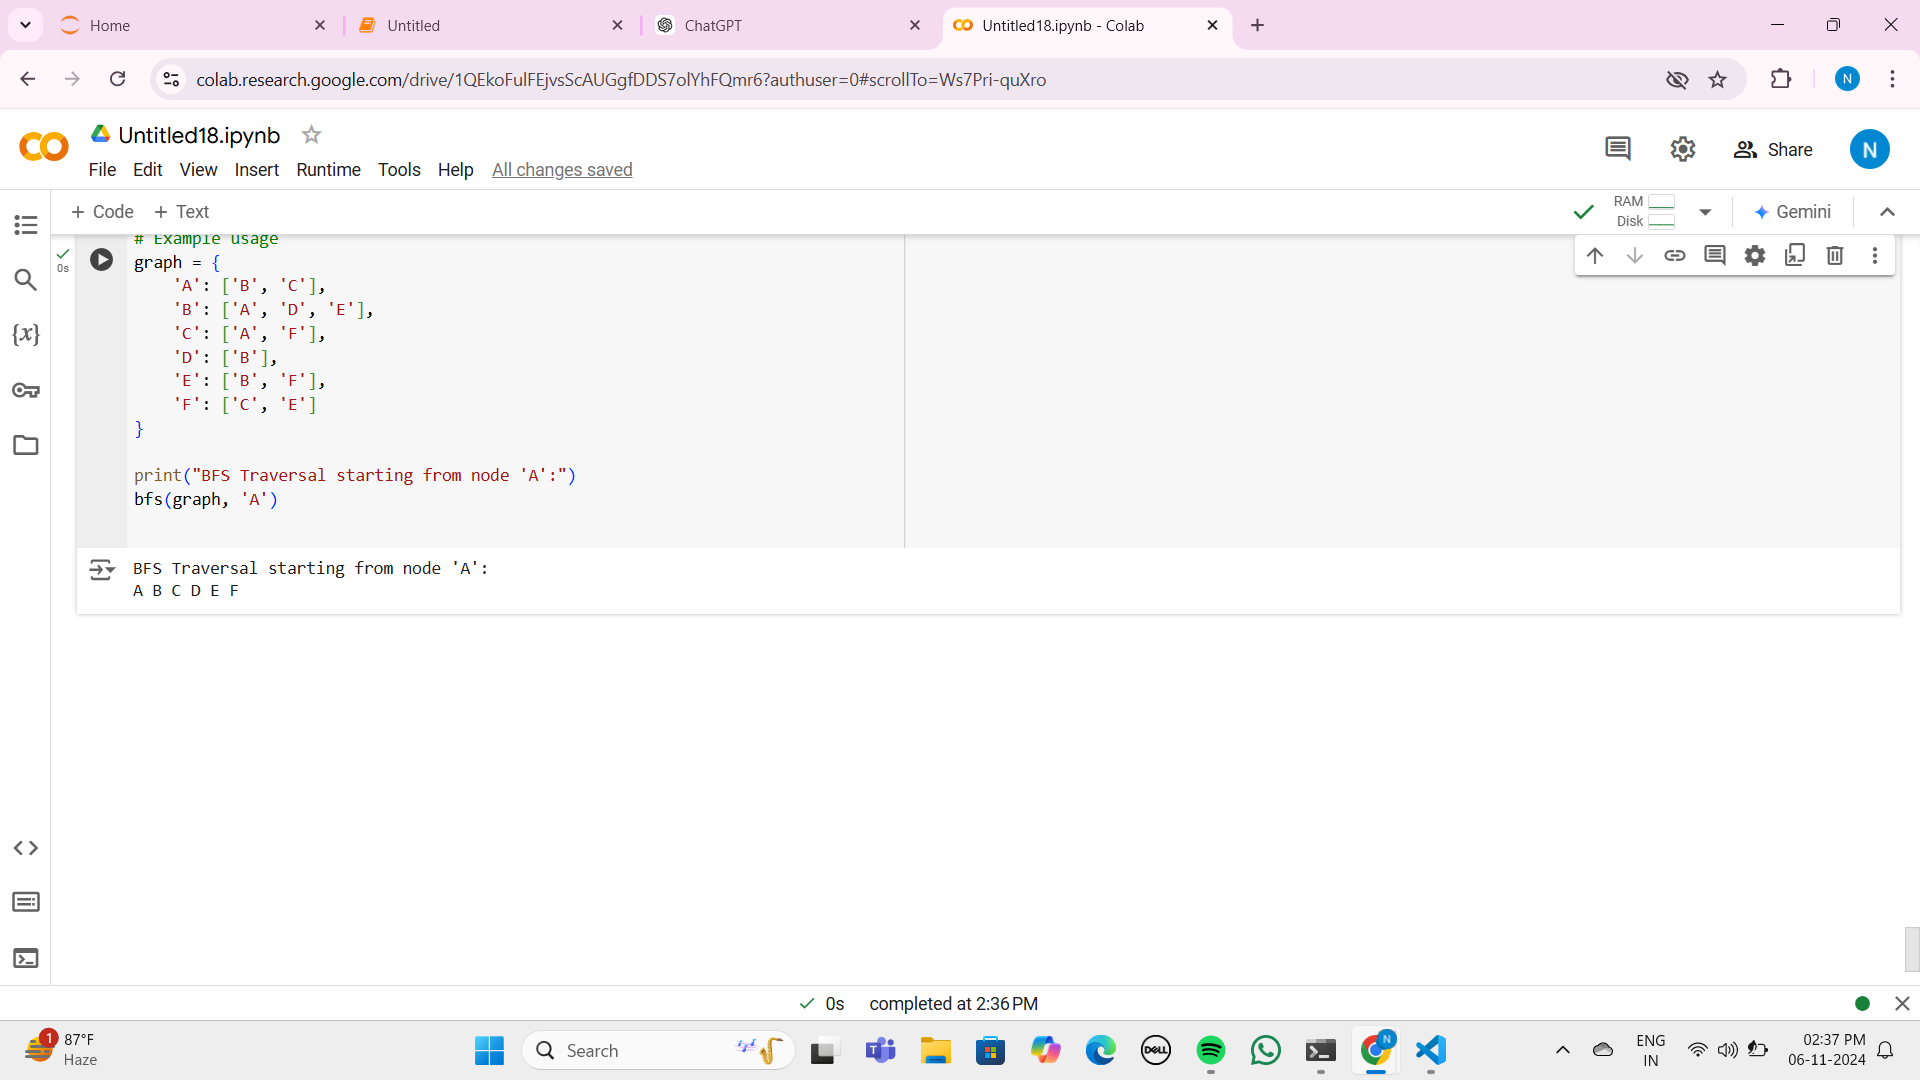 Home
Untitled
ChatGPT
Untitled18.ipynb - Colab
colab.research.google.com/drive/1QEkoFulFEjvsScAUGgfDDS7olYhFQmr6?authuser=0#scrollTo=Ws7Pri-quXro
N
Untitled18.ipynb
File Edit View Insert Runtime Tools Help All changes saved
Share
N
+ Code + Text
RAM
Disk
Gemini
0s
# Example usage
graph = {
'A': ['B', 'C'],
'B': ['A', 'D', 'E'],
'C': ['A', 'F'],
'D': ['B'],
'E': ['B', 'F'],
'F': ['C', 'E']
}
print("BFS Traversal starting from node 'A':")
bfs(graph, 'A')
BFS Traversal starting from node 'A':
A B C D E F
{x}
0s completed at 2:36 PM
1
87°F
Haze
Search
DELL
N
ENG
IN
02:37 PM
06-11-2024